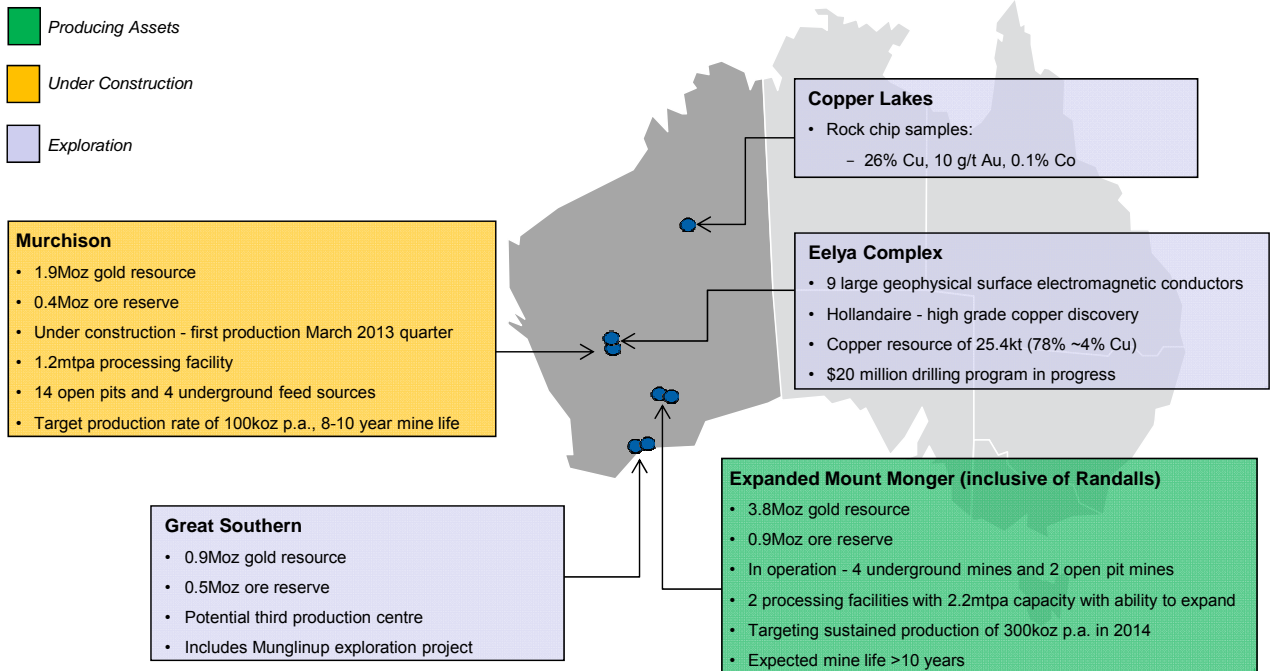 Producing Assets
Under Construction
Exploration
Copper Lakes
• Rock chip samples:
– 26% Cu, 10 g/t Au, 0.1% Co
Murchison
• 1.9Moz gold resource
• 0.4Moz ore reserve
• Under construction - first production March 2013 quarter
• 1.2mtpa processing facility
• 14 open pits and 4 underground feed sources
• Target production rate of 100koz p.a., 8-10 year mine life
Eelya Complex
• 9 large geophysical surface electromagnetic conductors
• Hollandaire - high grade copper discovery
• Copper resource of 25.4kt (78% ~4% Cu)
• $20 million drilling program in progress
Great Southern
• 0.9Moz gold resource
• 0.5Moz ore reserve
• Potential third production centre
• Includes Munglinup exploration project
Expanded Mount Monger (inclusive of Randalls)
• 3.8Moz gold resource
• 0.9Moz ore reserve
• In operation - 4 underground mines and 2 open pit mines
• 2 processing facilities with 2.2mtpa capacity with ability to expand
• Targeting sustained production of 300koz p.a. in 2014
• Expected mine life >10 years